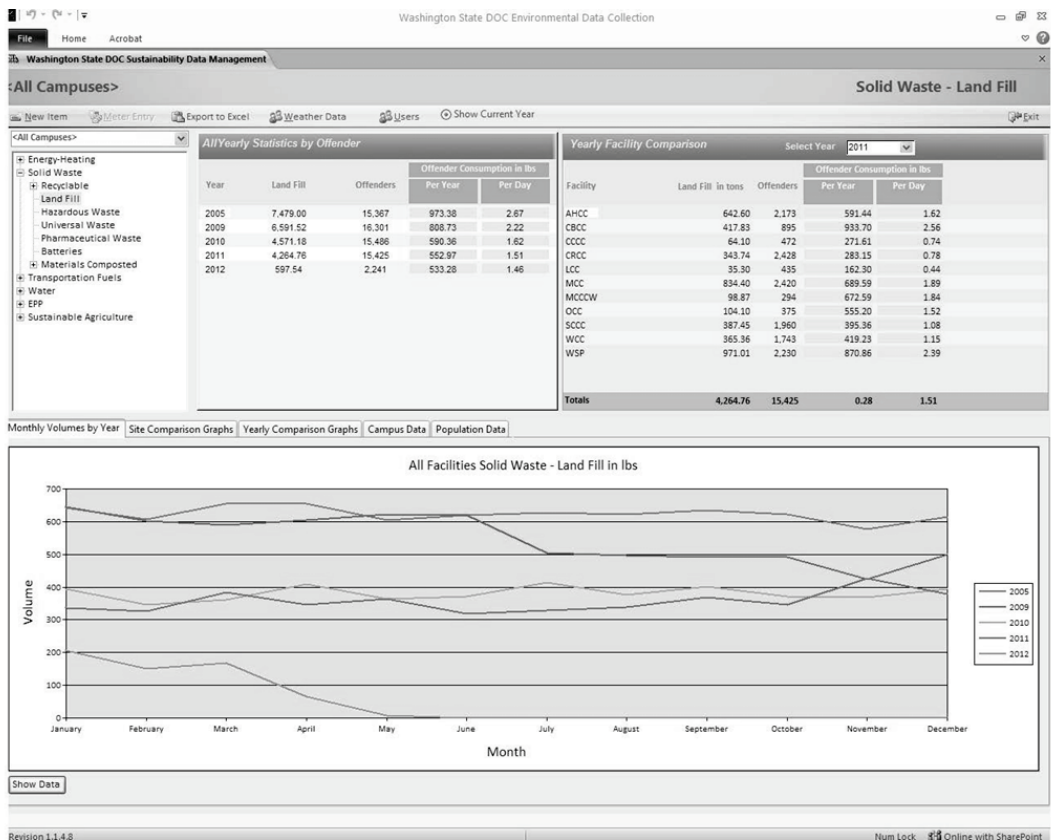 Washington State DOC Environmental Data Collection
File Home Acrobat
Washington State DOC Sustainability Data Management
<All Campuses> Solid Waste - Land Fill
New Item Meter Entry Export to Excel Weather Data Users Show Current Year Exit
<All Campuses>
Energy-Heating
Solid Waste
Recyclable
Land Fill
Hazardous Waste
Universal Waste
Pharmaceutical Waste
Batteries
Materials Composted
Transportation Fuels
Water
EPP
Sustainable Agriculture
AllYearly Statistics by Offender
Offender Consumption in lbs
Year Land Fill Offenders Per Year Per Day
2005 7,479.00 15,367 973.38 2.67
2009 6,591.52 16,301 808.73 2.22
2010 4,571.18 15,486 590.36 1.62
2011 4,264.76 15,425 552.97 1.51
2012 597.54 2,241 533.28 1.46
Yearly Facility Comparison Select Year 2011
Offender Consumption in lbs
Facility Land Fill in tons Offenders Per Year Per Day
AHCC 642.60 2,173 591.44 1.62
CBCC 417.83 895 933.70 2.56
CCCC 64.10 472 271.61 0.74
CRCC 343.74 2,428 283.15 0.78
LCC 35.30 435 162.30 0.44
MCC 834.40 2,420 689.59 1.89
MCCCW 98.87 294 672.59 1.84
OCC 104.10 375 555.20 1.52
SCCC 387.45 1,960 395.36 1.08
WCC 365.36 1,743 419.23 1.15
WSP 971.01 2,230 870.86 2.39
Totals 4,264.76 15,425 0.28 1.51
Monthly Volumes by Year Site Comparison Graphs Yearly Comparison Graphs Campus Data Population Data
All Facilities Solid Waste - Land Fill in lbs
700
600
500
400
300
200
100
0
Volume
January February March April May June July August September October November December
Month
2005
2009
2010
2011
2012
Show Data
Revision 1.1.4.8 Num Lock Online with SharePoint